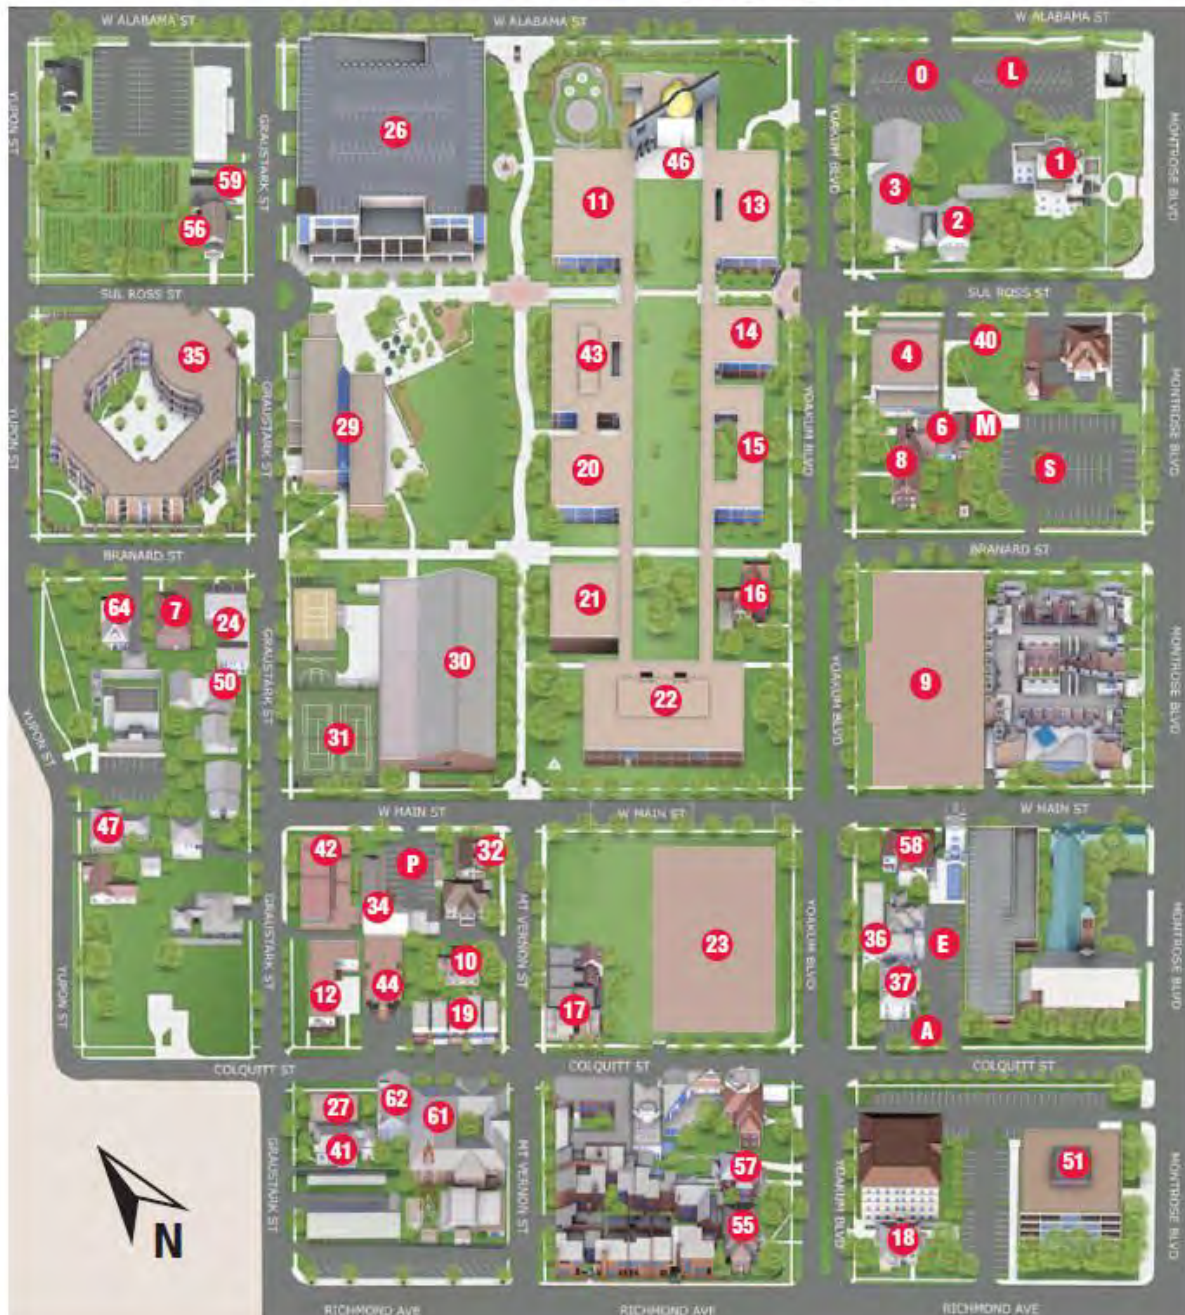 W ALABAMA ST
W ALABAMA ST
W ALABAMA ST
YUPON ST
GRAUSTARK ST
YOAKUM BLVD
MONTROSE BLVD
O
L
26
46
1
59
11
13
3
2
56
SUL ROSS ST
SUL ROSS ST
35
43
14
4
40
YUPON ST
GRAUSTARK ST
YOAKUM BLVD
MONTROSE BLVD
29
20
15
6
M
8
S
BRANARD ST
BRANARD ST
64
7
24
21
16
50
30
22
9
31
YUPON ST
GRAUSTARK ST
YOAKUM BLVD
MONTROSE BLVD
W MAIN ST
W MAIN ST
W MAIN ST
47
42
P
32
58
34
23
36
E
10
12
44
37
19
17
A
YUPON ST
GRAUSTARK ST
MT VERNON ST
YOAKUM BLVD
MONTROSE BLVD
COLQUITT ST
COLQUITT ST
COLQUITT ST
27
62
61
41
57
51
55
18
GRAUSTARK ST
MT VERNON ST
YOAKUM BLVD
MONTROSE BLVD
N
RICHMOND AVE
RICHMOND AVE
RICHMOND AVE